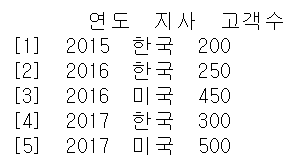 연도 지사 고객수
[1] 2015 한국 200
[2] 2016 한국 250
[3] 2016 미국 450
[4] 2017 한국 300
[5] 2017 미국 500